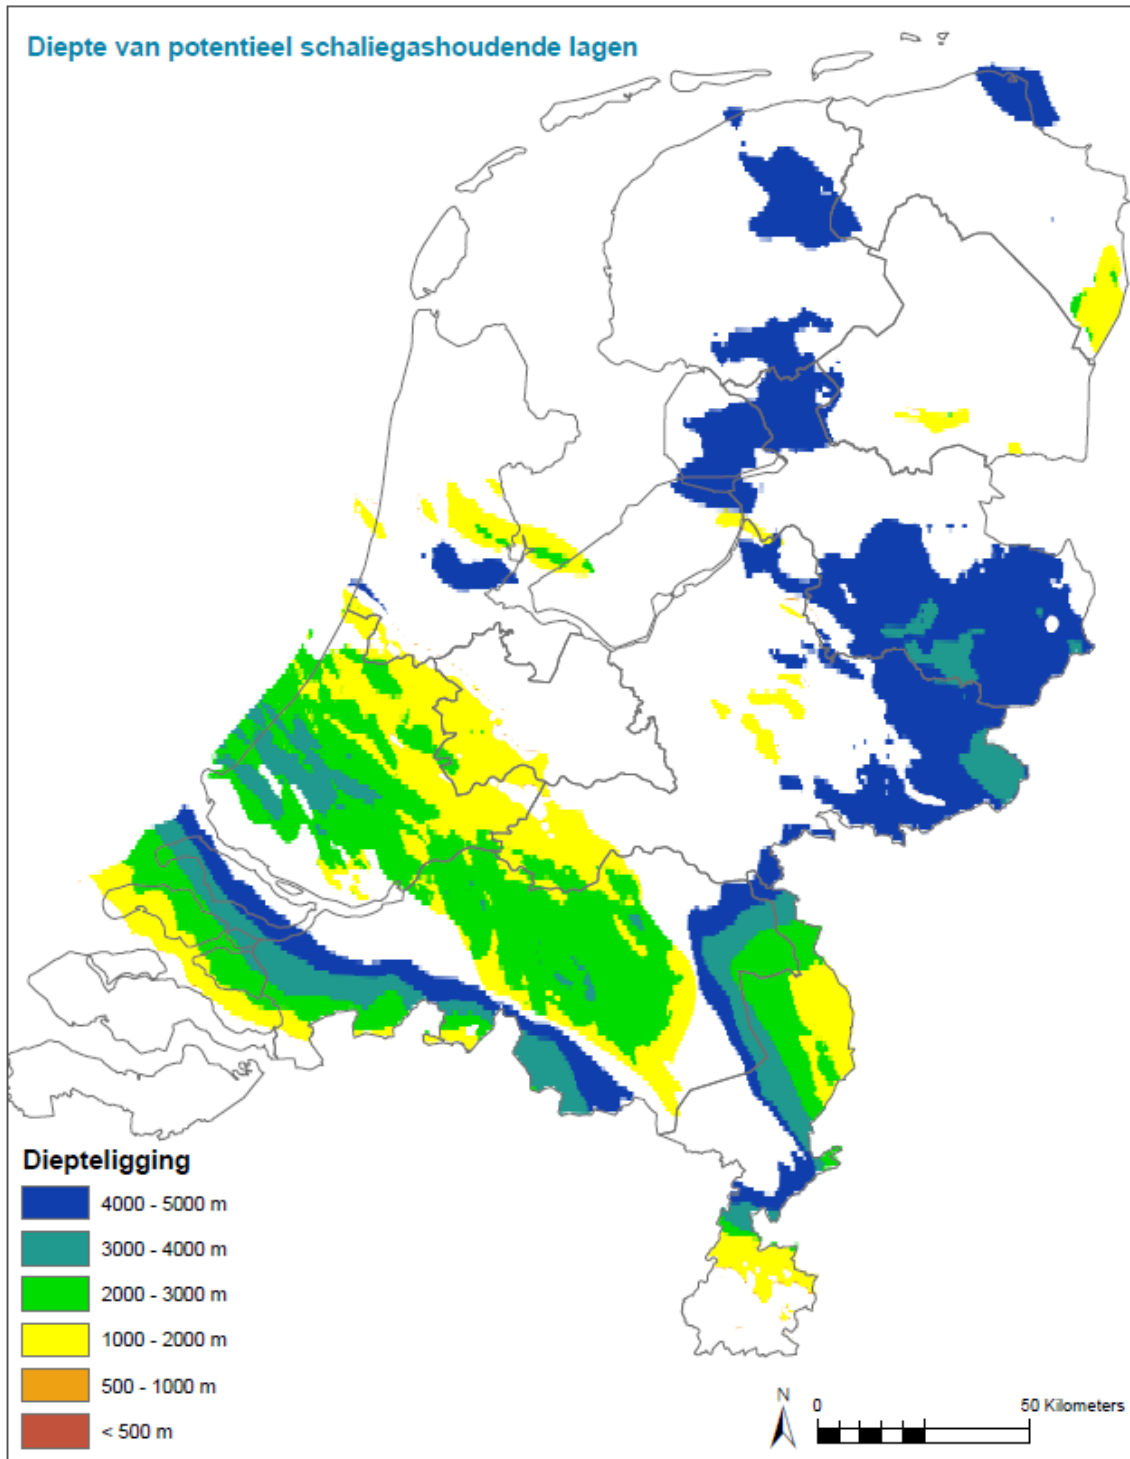 Diepte van potentieel schaliegashoudende lagen
Diepteligging
4000 - 5000 m
3000 - 4000 m
2000 - 3000 m
1000 - 2000 m
500 - 1000 m
< 500 m
N
0 50 Kilometers